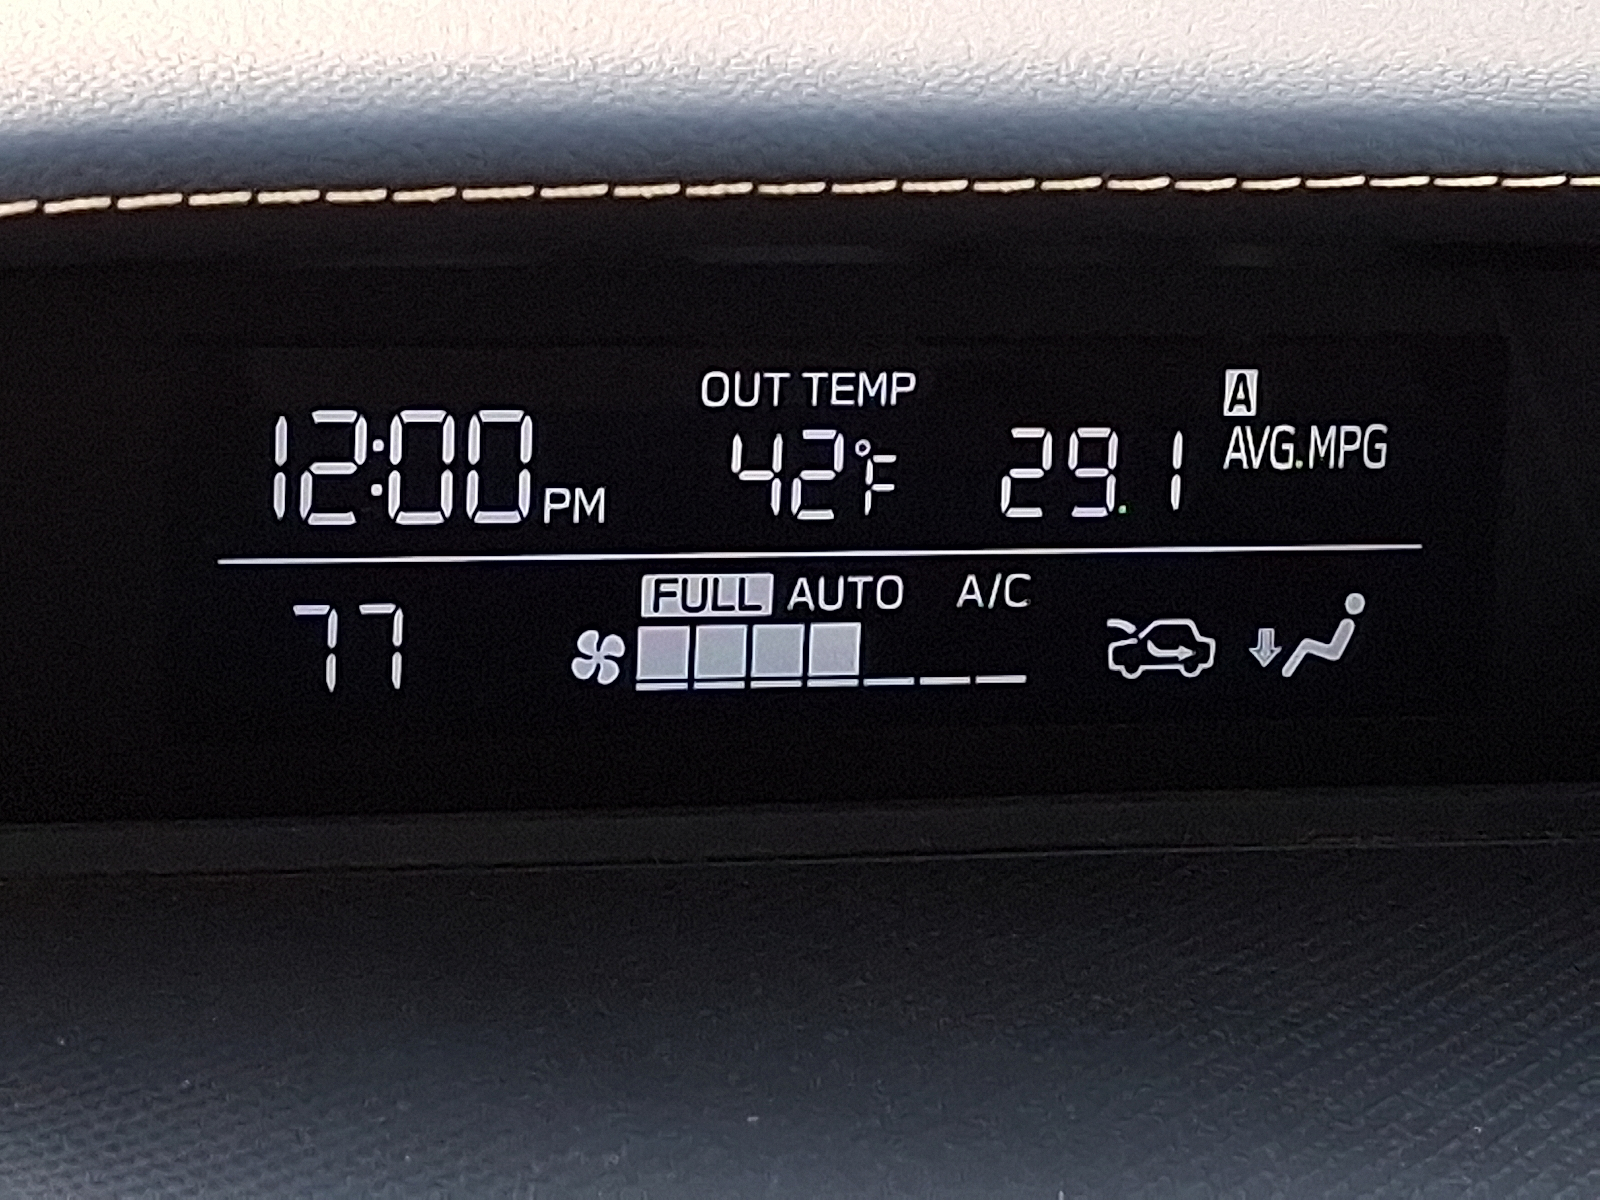 OUT TEMP A
12:00 PM 42°F 29.1 AVG.MPG
FULL AUTO A/C
77